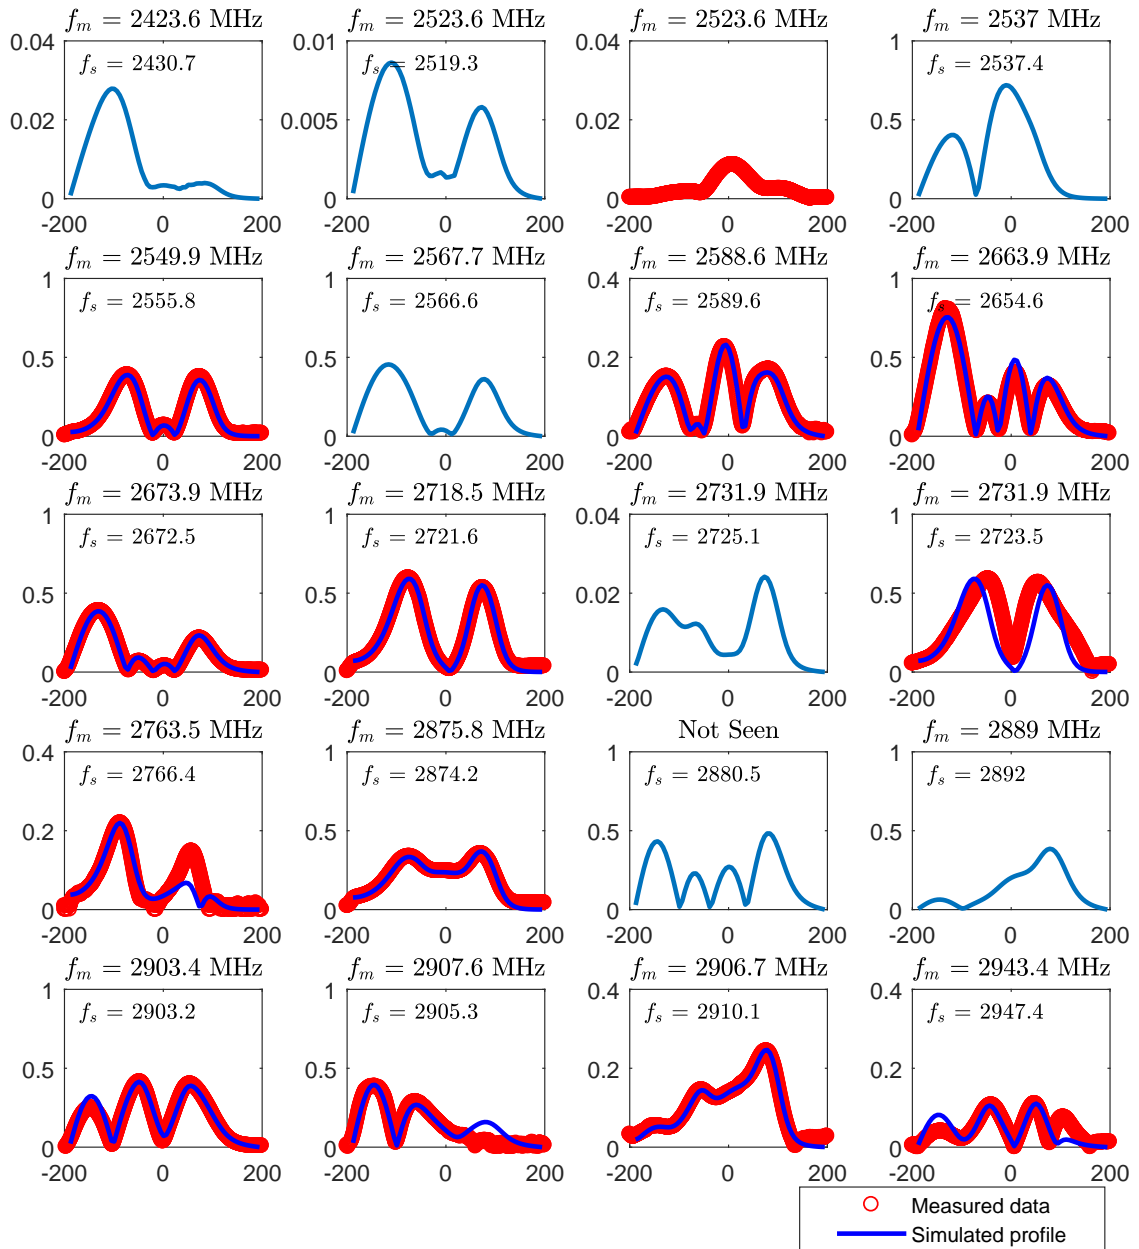 f_m = 2423.6 MHz f_m = 2523.6 MHz f_m = 2523.6 MHz f_m = 2537 MHz
0.04 0.01 0.04 1
f_s = 2430.7 f_s = 2519.3 f_s = 2537.4
0.02 0.005 0.02 0.5
0 0 0 0
-200 0 200 -200 0 200 -200 0 200 -200 0 200
f_m = 2549.9 MHz f_m = 2567.7 MHz f_m = 2588.6 MHz f_m = 2663.9 MHz
1 1 0.4 1
f_s = 2555.8 f_s = 2566.6 f_s = 2589.6 f_s = 2654.6
0.5 0.5 0.2 0.5
0 0 0 0
-200 0 200 -200 0 200 -200 0 200 -200 0 200
f_m = 2673.9 MHz f_m = 2718.5 MHz f_m = 2731.9 MHz f_m = 2731.9 MHz
1 1 0.04 1
f_s = 2672.5 f_s = 2721.6 f_s = 2725.1 f_s = 2723.5
0.5 0.5 0.02 0.5
0 0 0 0
-200 0 200 -200 0 200 -200 0 200 -200 0 200
f_m = 2763.5 MHz f_m = 2875.8 MHz Not Seen f_m = 2889 MHz
0.4 1 1 1
f_s = 2766.4 f_s = 2874.2 f_s = 2880.5 f_s = 2892
0.2 0.5 0.5 0.5
0 0 0 0
-200 0 200 -200 0 200 -200 0 200 -200 0 200
f_m = 2903.4 MHz f_m = 2907.6 MHz f_m = 2906.7 MHz f_m = 2943.4 MHz
1 1 0.4 0.4
f_s = 2903.2 f_s = 2905.3 f_s = 2910.1 f_s = 2947.4
0.5 0.5 0.2 0.2
0 0 0 0
-200 0 200 -200 0 200 -200 0 200 -200 0 200
Measured data
Simulated profile